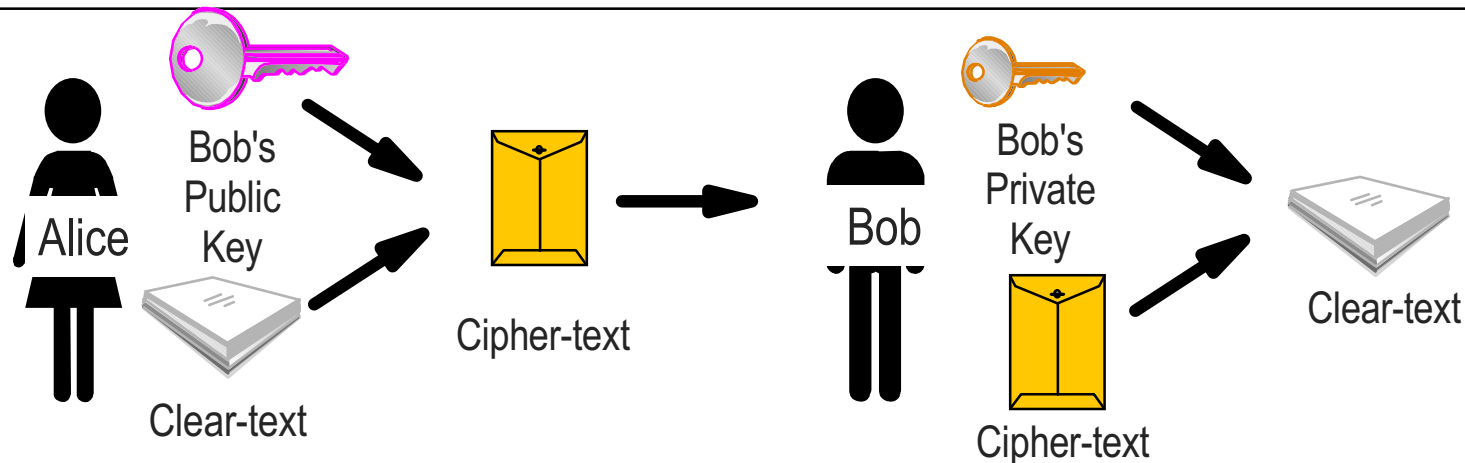 Bob's
Public
Key
Alice
Clear-text
Cipher-text
Bob
Bob's
Private
Key
Cipher-text
Clear-text